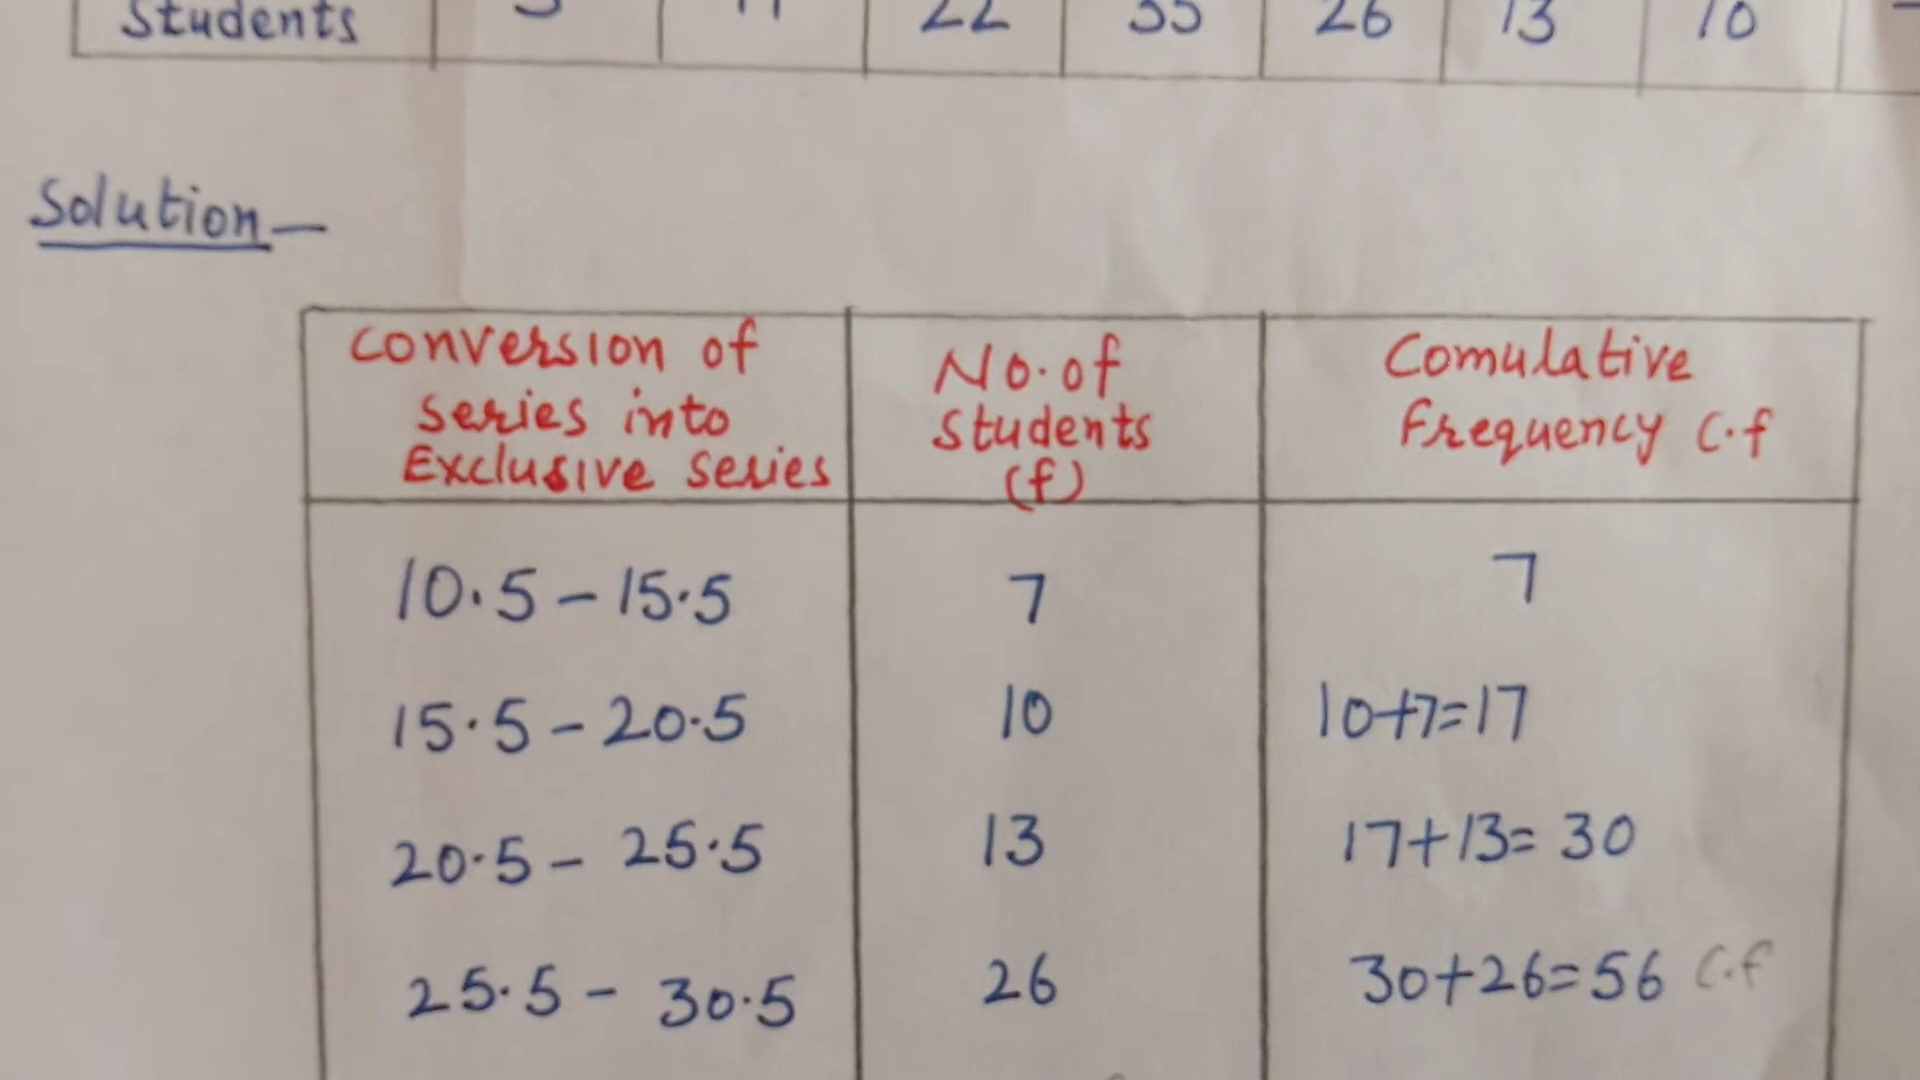 Students 22 35 26 13 10
Solution —
Conversion of series into Exclusive series | No. of Students (f) | Comulative Frequency C.f
10.5 - 15.5 7 7
15.5 - 20.5 10 10+7=17
20.5 - 25.5 13 17+13= 30
25.5 - 30.5 26 30+26=56 C.f